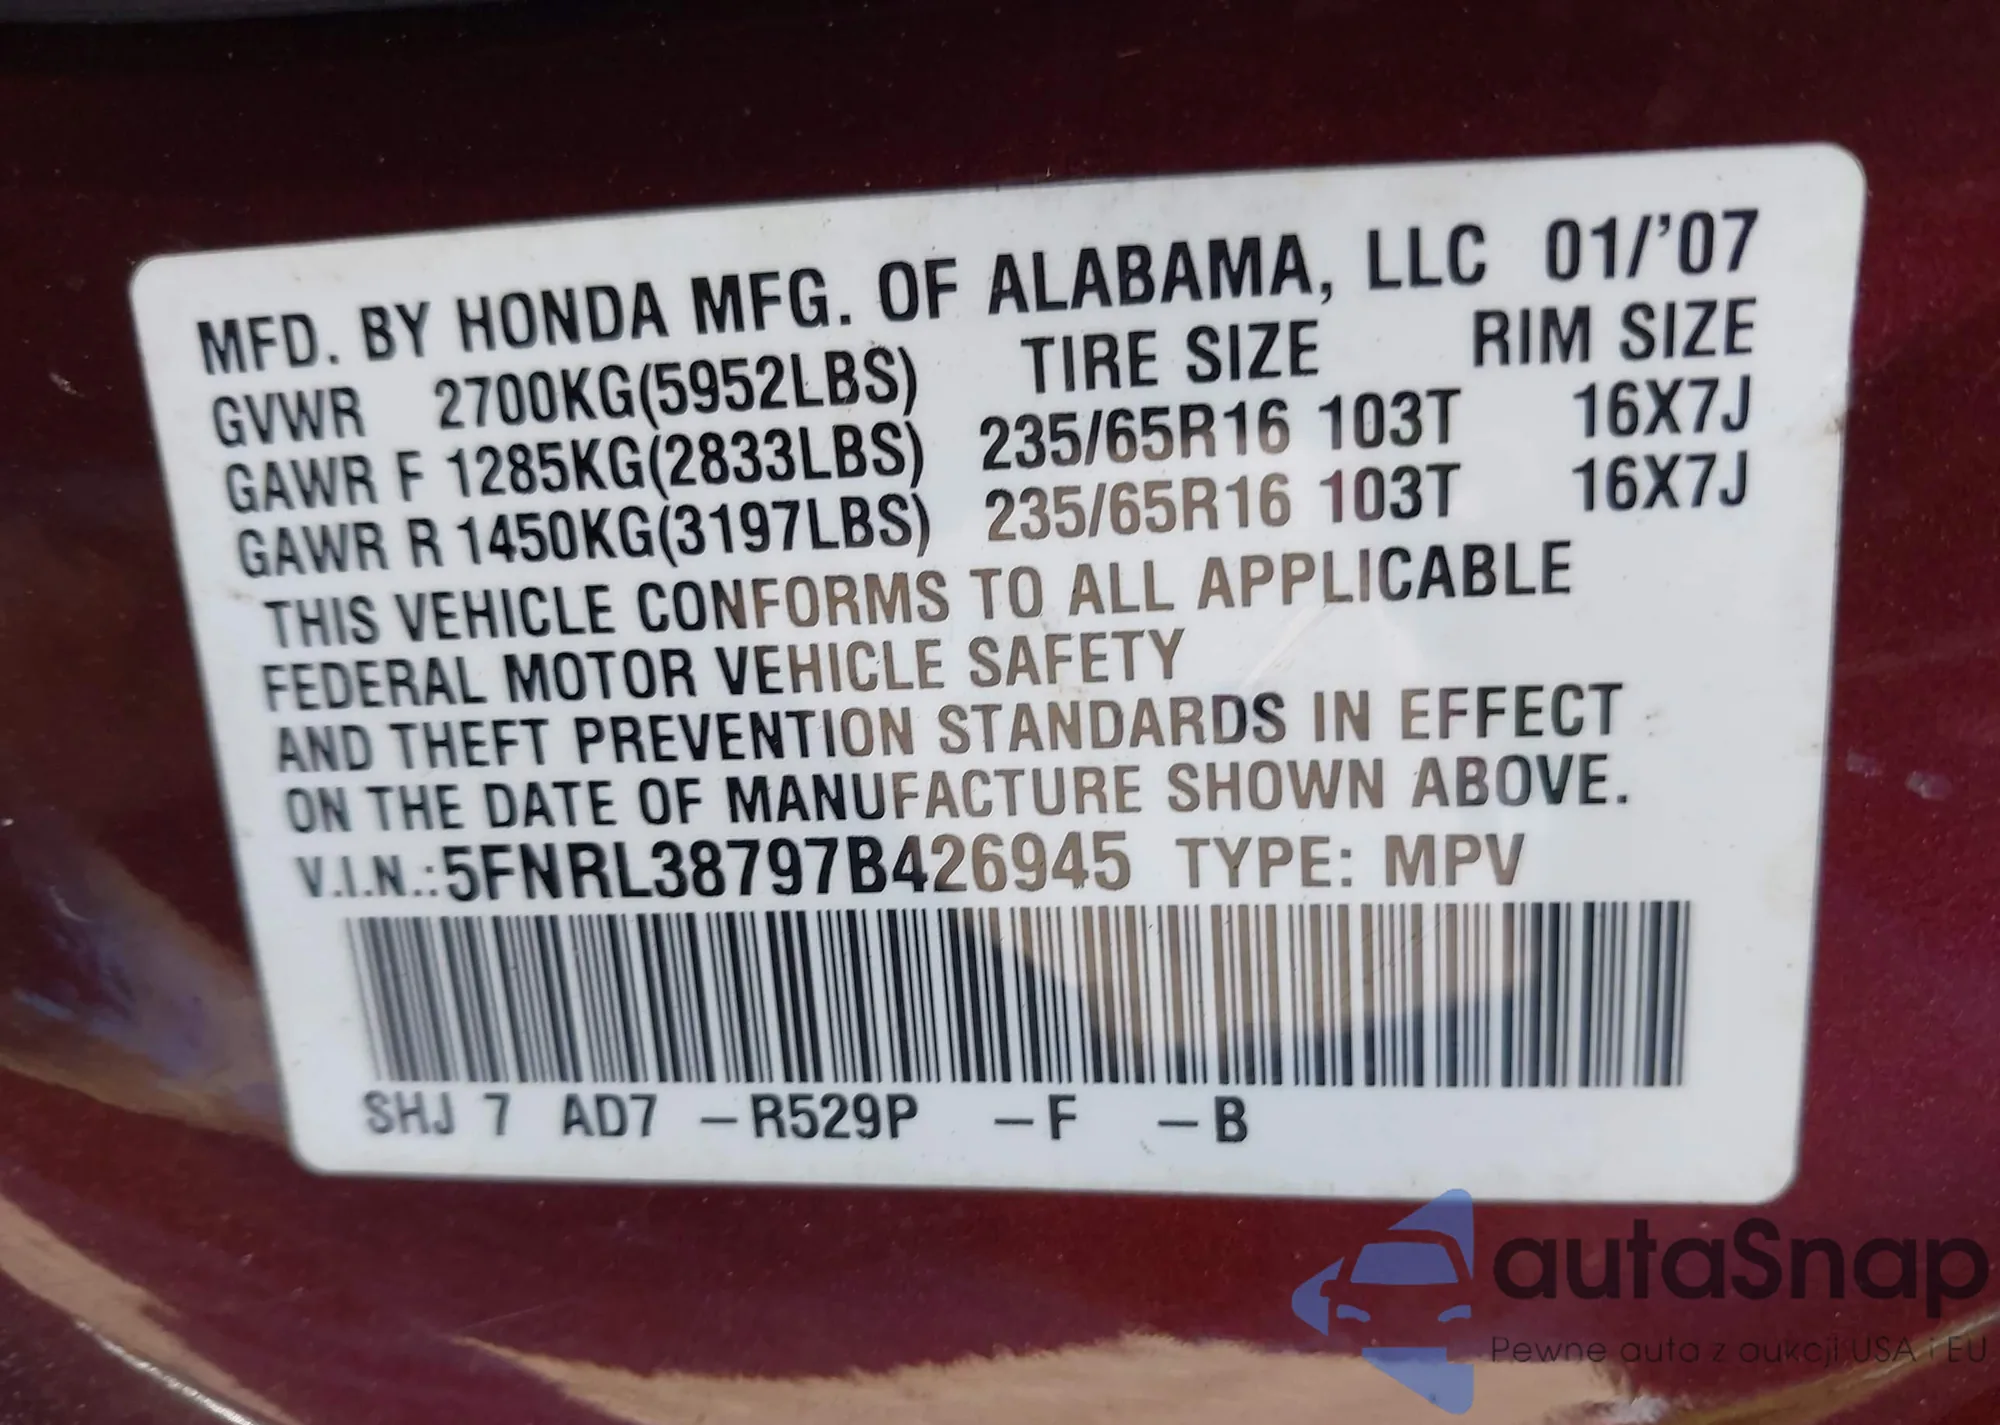 MFD. BY HONDA MFG. OF ALABAMA, LLC 01/'07
GVWR 2700KG(5952LBS) TIRE SIZE RIM SIZE
GAWR F 1285KG(2833LBS) 235/65R16 103T 16X7J
GAWR R 1450KG(3197LBS) 235/65R16 103T 16X7J
THIS VEHICLE CONFORMS TO ALL APPLICABLE
FEDERAL MOTOR VEHICLE SAFETY
AND THEFT PREVENTION STANDARDS IN EFFECT
ON THE DATE OF MANUFACTURE SHOWN ABOVE.
V.I.N.:5FNRL38797B426945 TYPE: MPV
SHJ 7 AD7 –R529P –F –B
autaSnap
Pewne auta z aukcji USA i EU